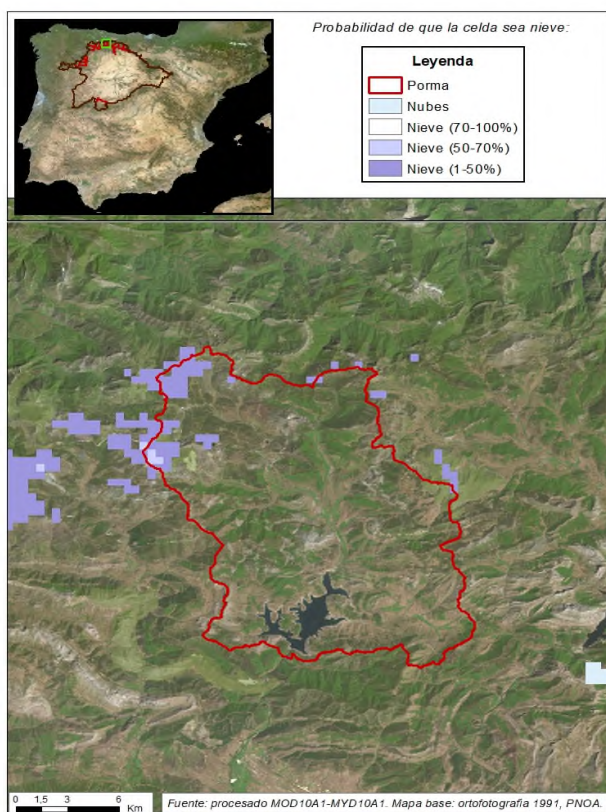 Probabilidad de que la celda sea nieve:
Leyenda
Porma
Nubes
Nieve (70-100%)
Nieve (50-70%)
Nieve (1-50%)
0 1,5 3 6
Km
Fuente: procesado MOD10A1-MYD10A1. Mapa base: ortofotografia 1991, PNOA